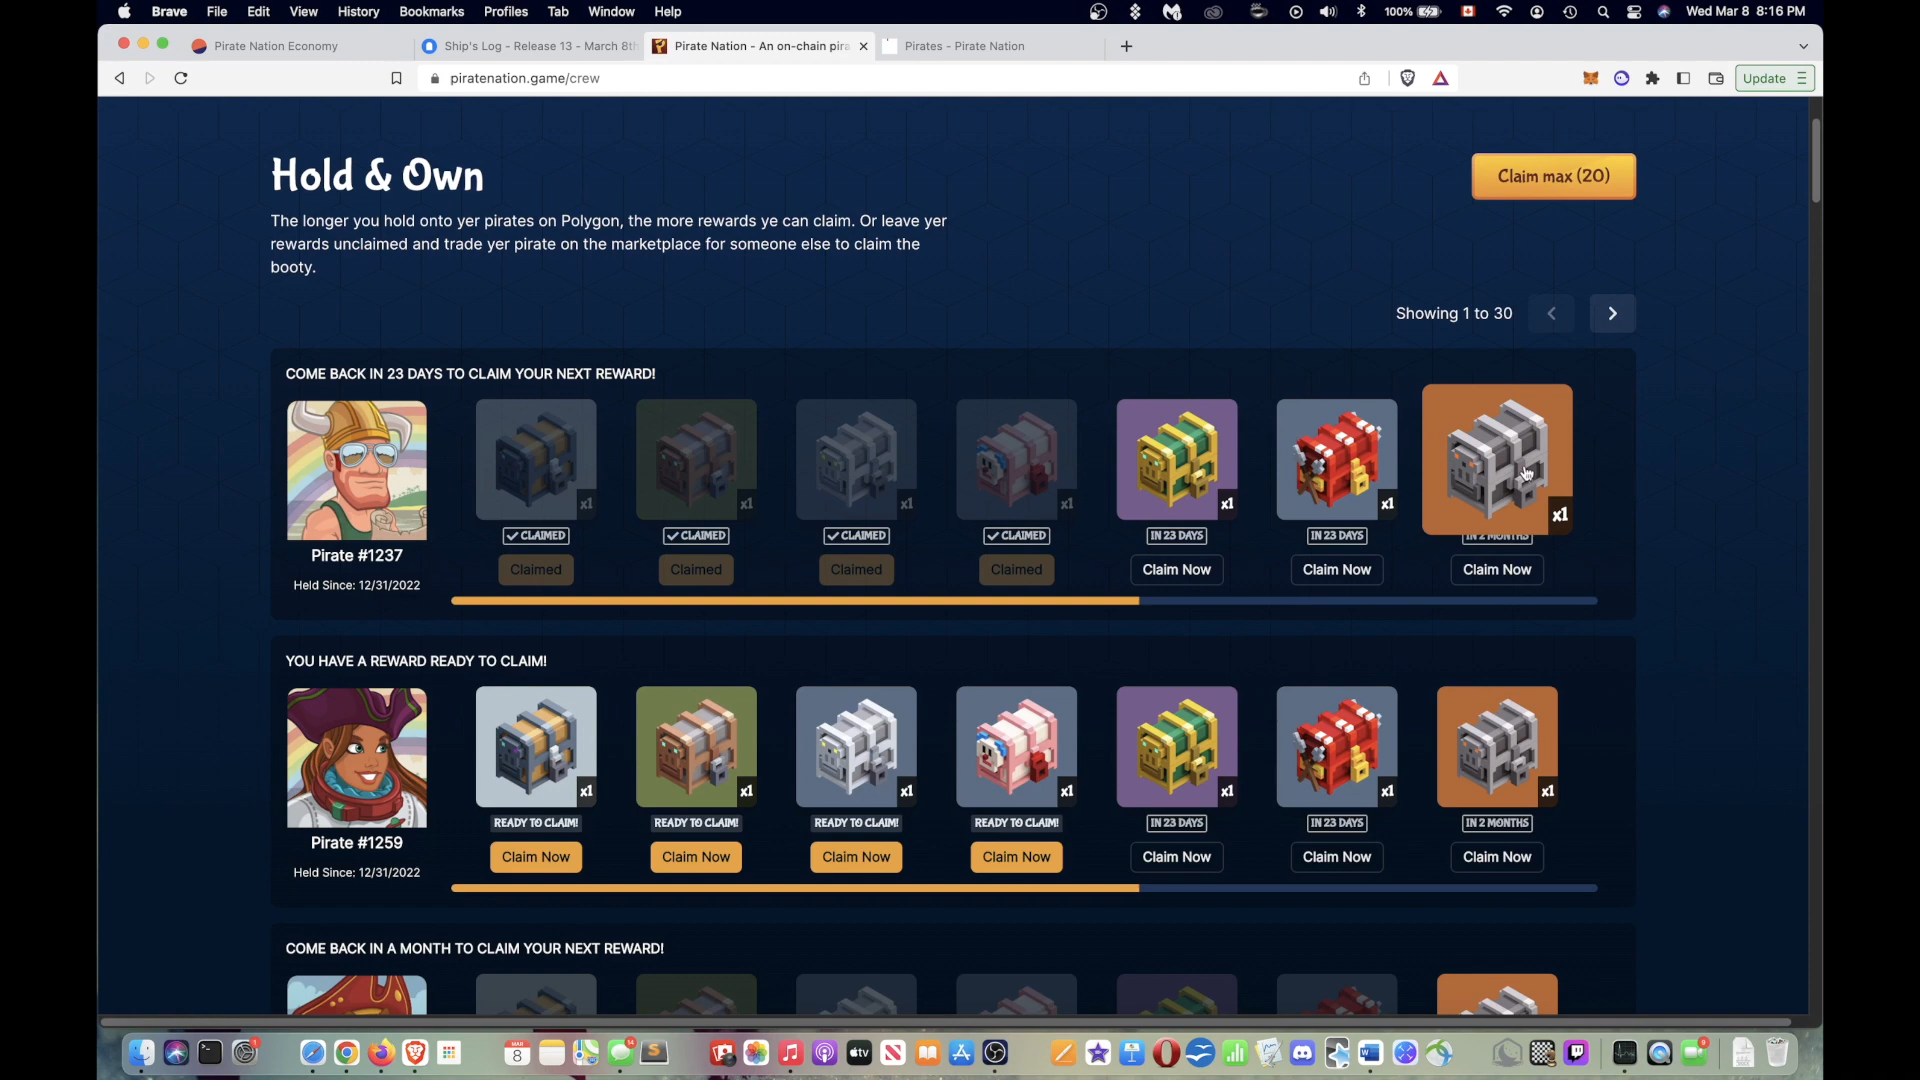 Brave File Edit View History Bookmarks Profiles Tab Window Help 100% Wed Mar 8 8:16 PM
Pirate Nation Economy Ship's Log - Release 13 - March 8th Pirate Nation - An on-chain pira Pirates - Pirate Nation
piratenation.game/crew Update
Hold & Own
Claim max (20)
The longer you hold onto yer pirates on Polygon, the more rewards ye can claim. Or leave yer
rewards unclaimed and trade yer pirate on the marketplace for someone else to claim the
booty.
Showing 1 to 30
COME BACK IN 23 DAYS TO CLAIM YOUR NEXT REWARD!
x1 x1 x1 x1 x1 x1 x1
CLAIMED CLAIMED CLAIMED CLAIMED IN 23 DAYS IN 23 DAYS IN 2 MONTHS
Pirate #1237
Claimed Claimed Claimed Claimed Claim Now Claim Now Claim Now
Held Since: 12/31/2022
YOU HAVE A REWARD READY TO CLAIM!
x1 x1 x1 x1 x1 x1 x1
READY TO CLAIM! READY TO CLAIM! READY TO CLAIM! READY TO CLAIM! IN 23 DAYS IN 23 DAYS IN 2 MONTHS
Pirate #1259
Claim Now Claim Now Claim Now Claim Now Claim Now Claim Now Claim Now
Held Since: 12/31/2022
COME BACK IN A MONTH TO CLAIM YOUR NEXT REWARD!